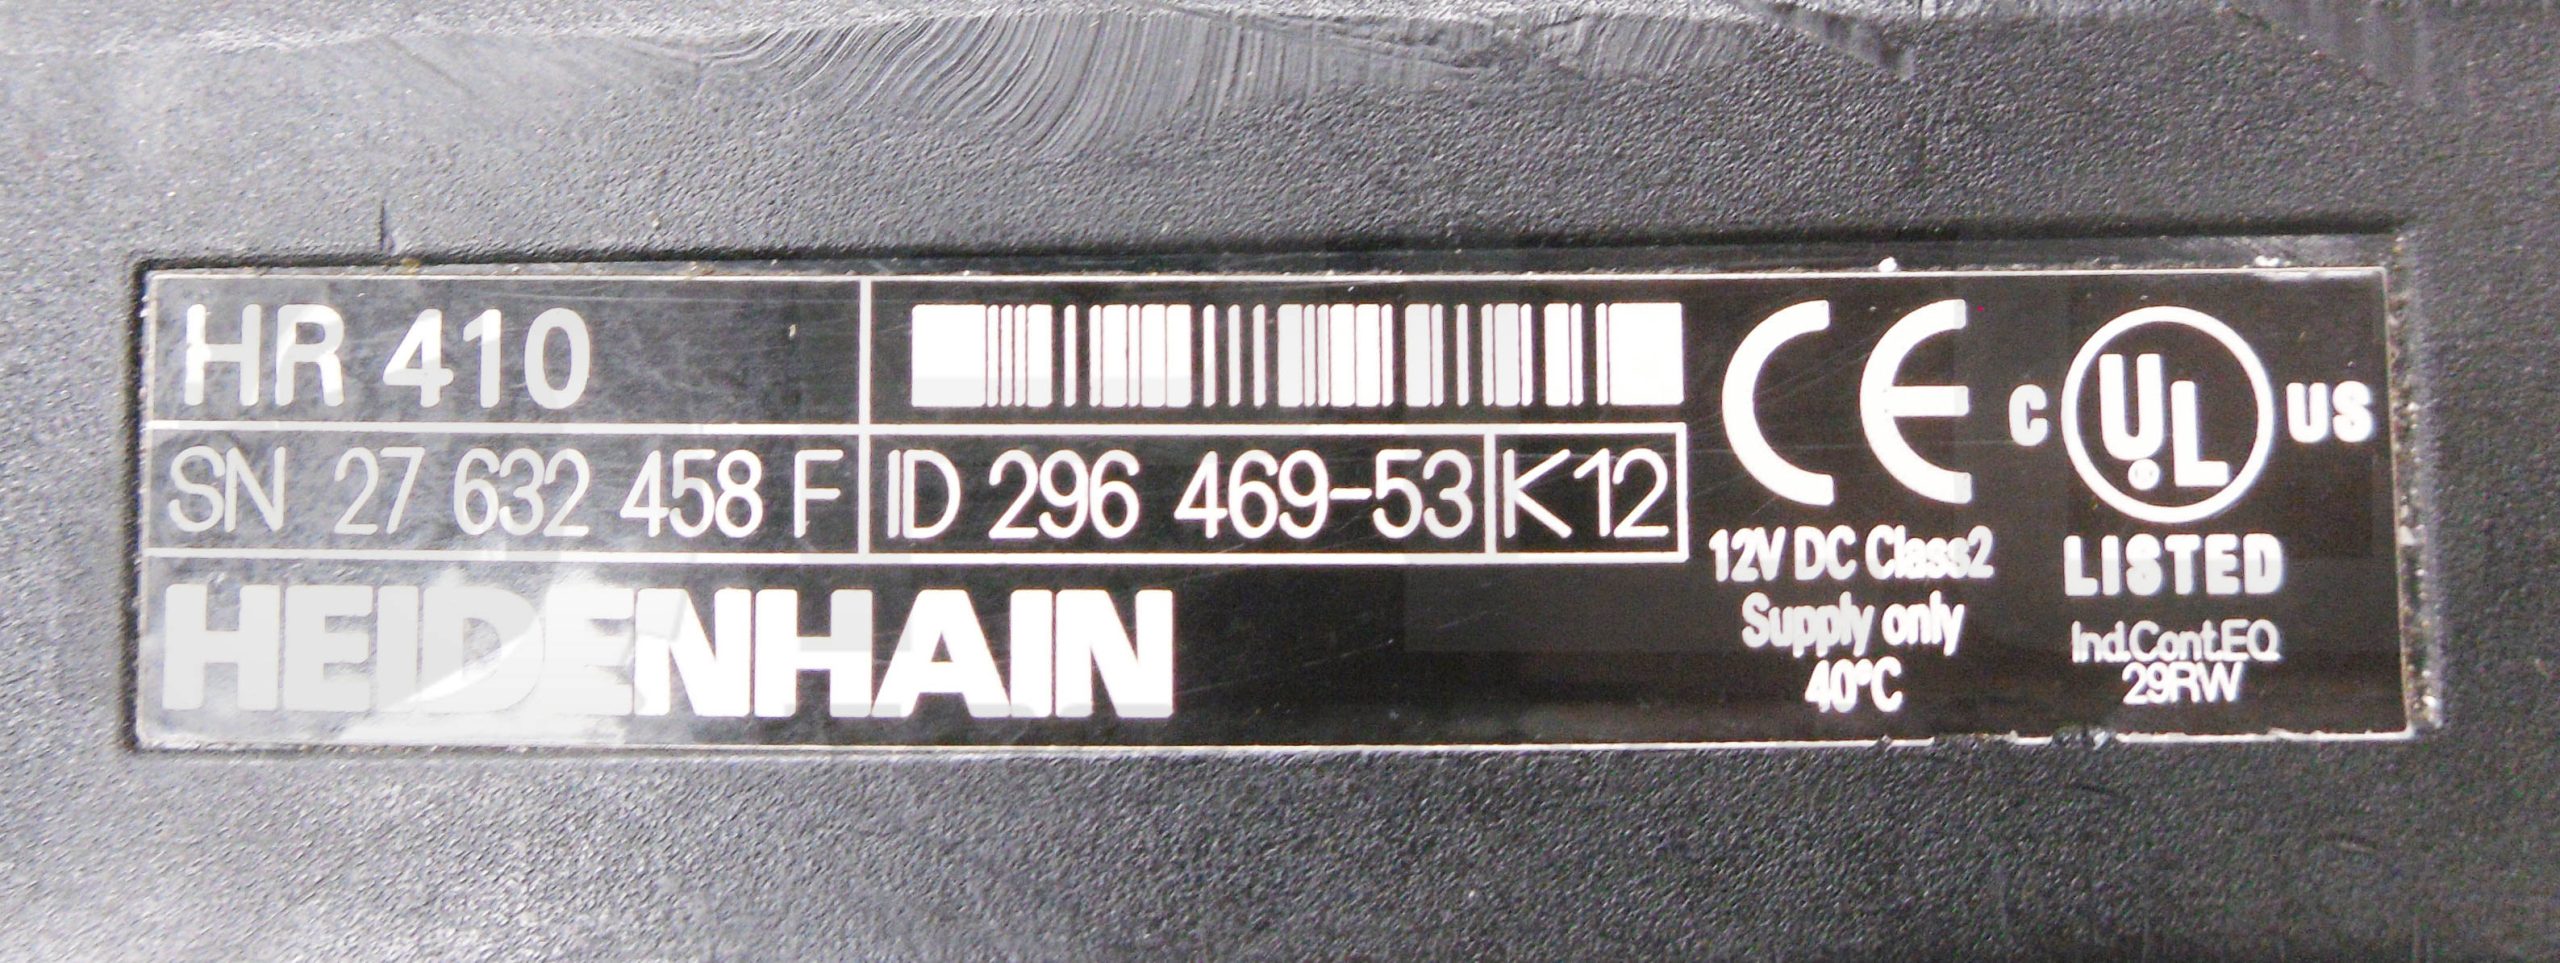 HR 410
SN 27 632 458 F
ID 296 469-53
K12
HEIDENHAIN
CE
12V DC Class2
Supply only
40°C
C UL US
LISTED
Ind.Cont.EQ
29RW